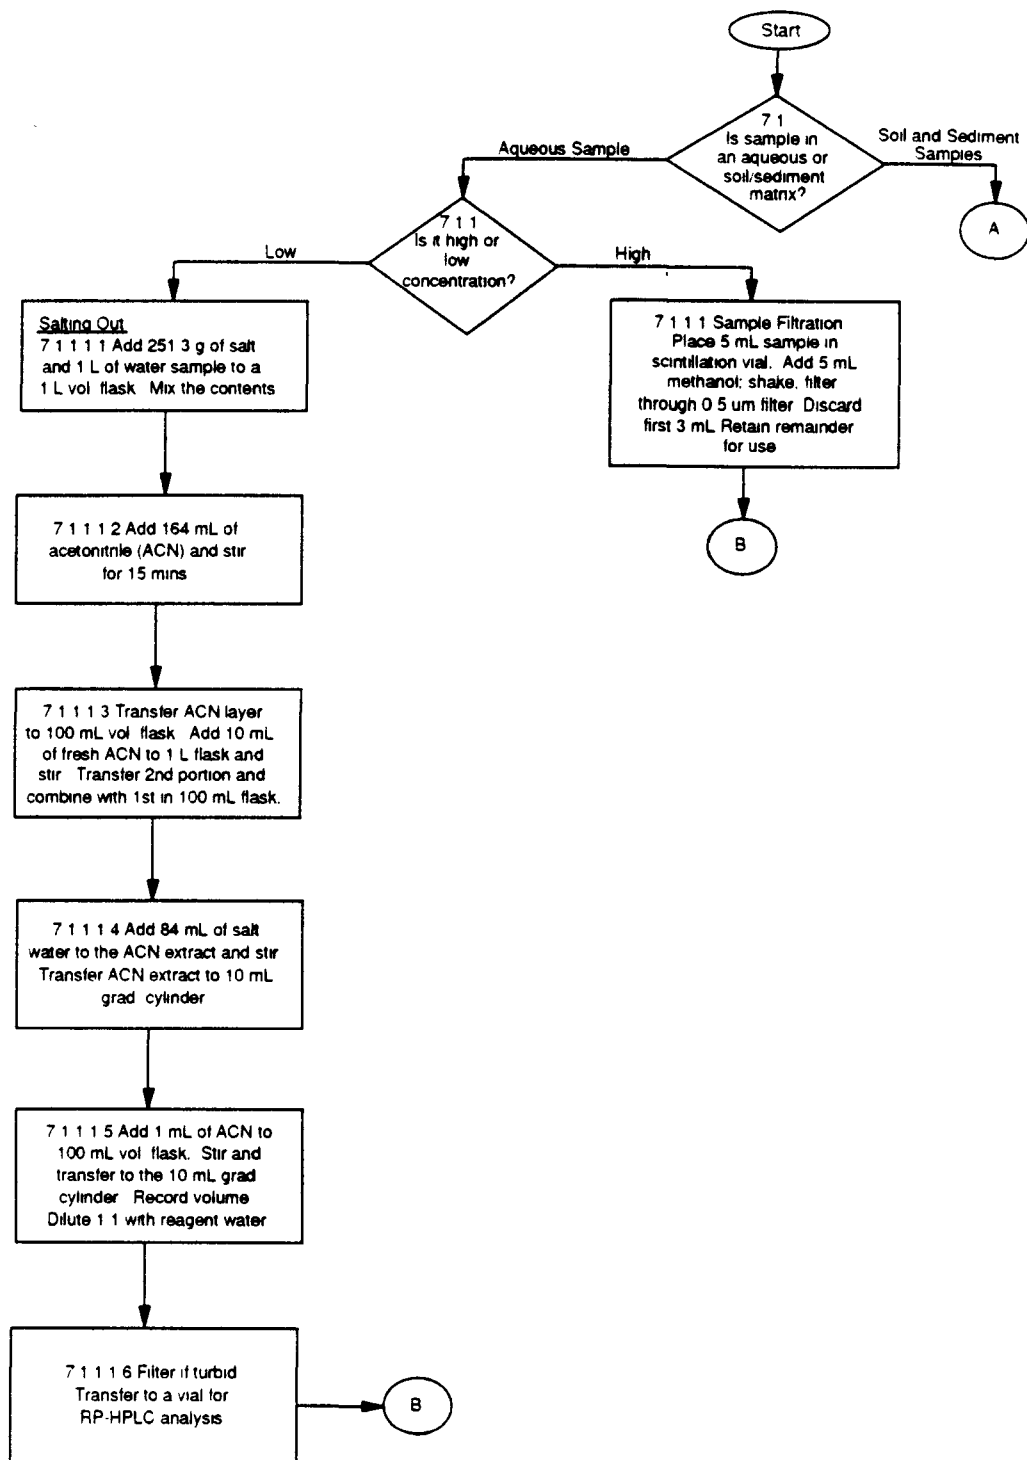 Start
7 1
Is sample in
an aqueous or
soil/sediment
matrix?
Aqueous Sample
Soil and Sediment
Samples
A
7 1 1
Is it high or
low
concentration?
Low
High
Salting Out
7 1 1 1 1 Add 251 3 g of salt
and 1 L of water sample to a
1 L vol flask Mix the contents
7 1 1 1 Sample Filtration
Place 5 mL sample in
scintillation vial. Add 5 mL
methanol; shake, filter
through 0 5 um filter Discard
first 3 mL Retain remainder
for use
B
7 1 1 1 2 Add 164 mL of
acetonitrile (ACN) and stir
for 15 mins
7 1 1 1 3 Transfer ACN layer
to 100 mL vol flask Add 10 mL
of fresh ACN to 1 L flask and
stir Transfer 2nd portion and
combine with 1st in 100 mL flask.
7 1 1 1 4 Add 84 mL of salt
water to the ACN extract and stir
Transfer ACN extract to 10 mL
grad cylinder
7 1 1 1 5 Add 1 mL of ACN to
100 mL vol flask. Stir and
transfer to the 10 mL grad
cylinder Record volume
Dilute 1 1 with reagent water
7 1 1 1 6 Filter if turbid
Transfer to a vial for
RP-HPLC analysis
B